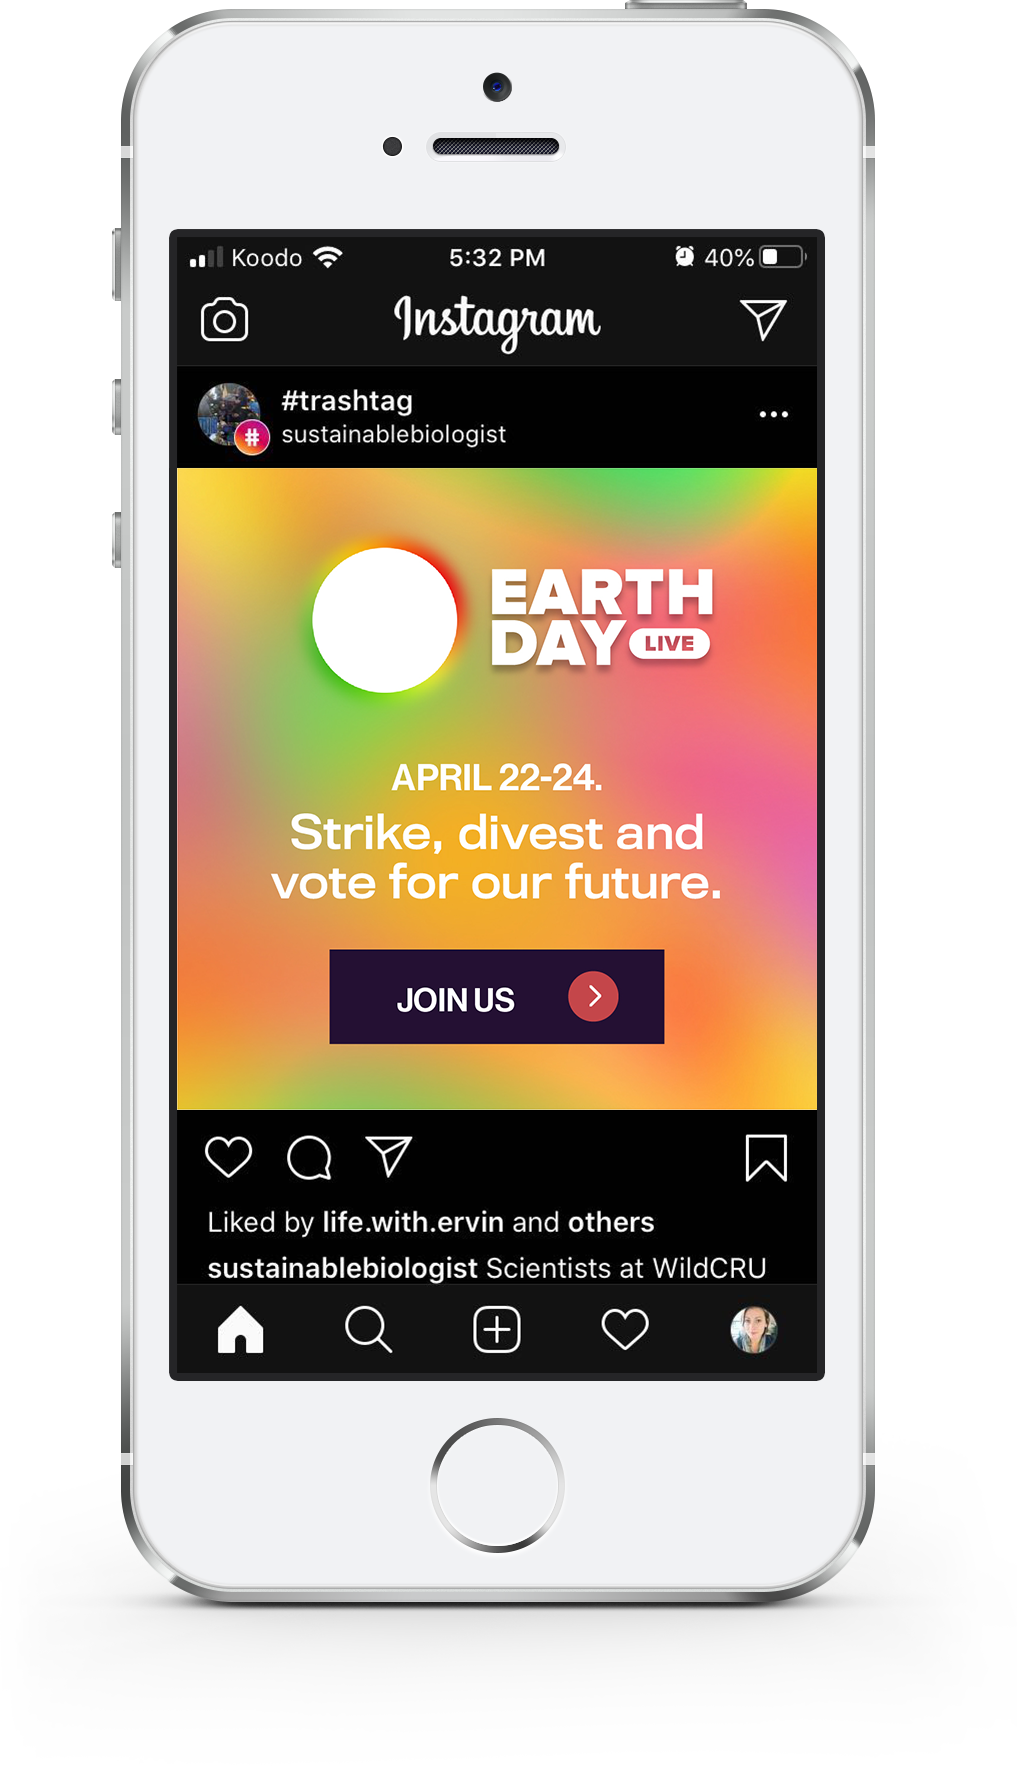 Koodo 5:32 PM 40%
Instagram
#trashtag
#
sustainablebiologist
EARTH
DAY LIVE
APRIL 22-24.
Strike, divest and
vote for our future.
JOIN US
Liked by life.with.ervin and others
sustainablebiologist Scientists at WildCRU